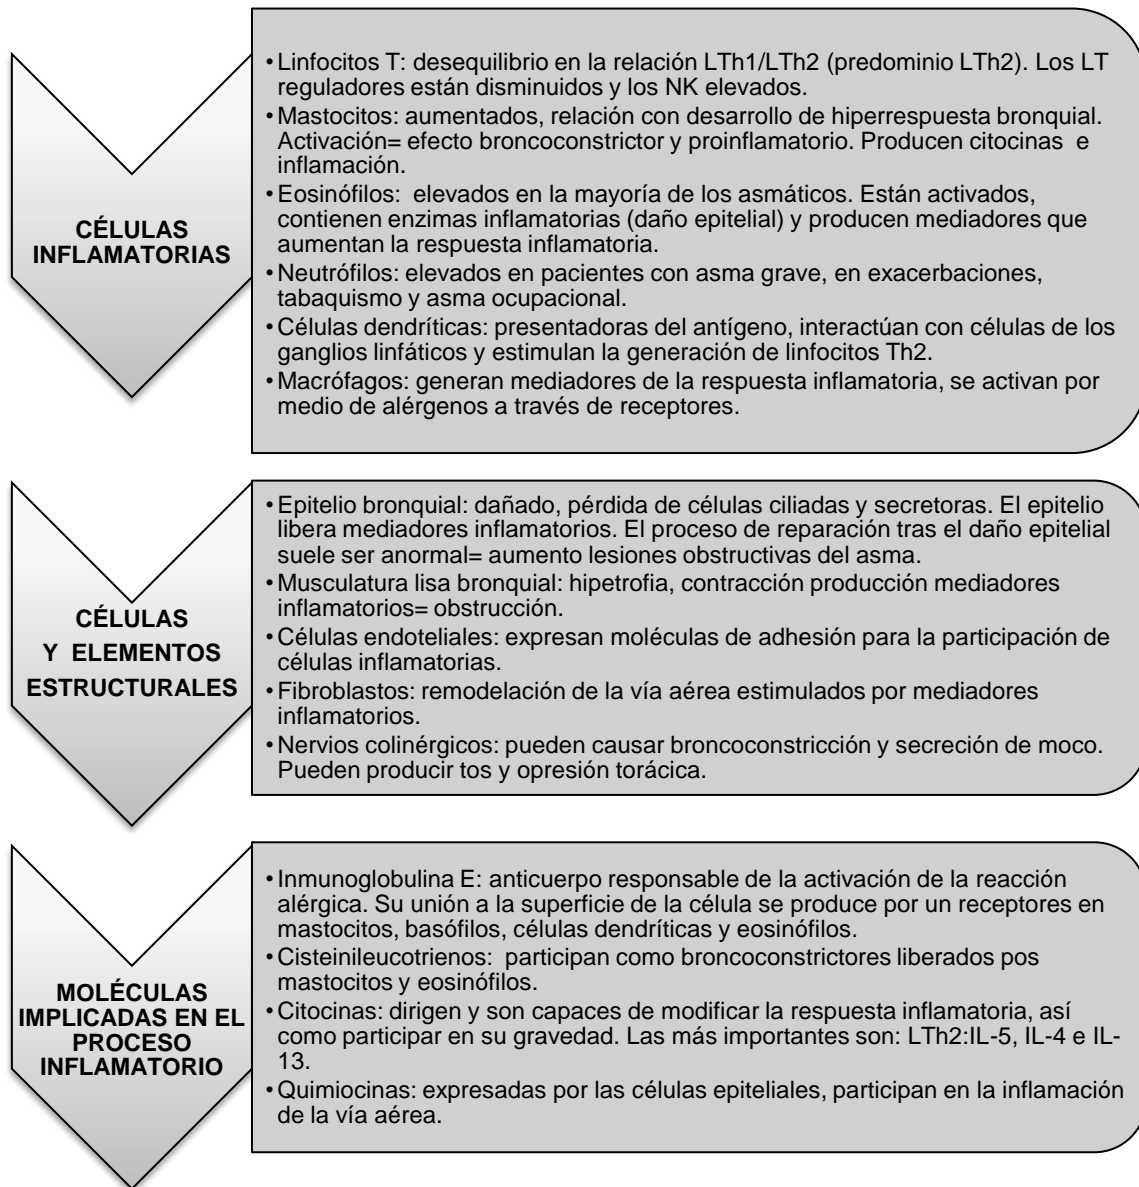 CÉLULAS
INFLAMATORIAS
• Linfocitos T: desequilibrio en la relación LTh1/LTh2 (predominio LTh2). Los LT
reguladores están disminuidos y los NK elevados.
• Mastocitos: aumentados, relación con desarrollo de hiperrespuesta bronquial.
Activación= efecto broncoconstrictor y proinflamatorio. Producen citocinas e
inflamación.
• Eosinófilos: elevados en la mayoría de los asmáticos. Están activados,
contienen enzimas inflamatorias (daño epitelial) y producen mediadores que
aumentan la respuesta inflamatoria.
• Neutrófilos: elevados en pacientes con asma grave, en exacerbaciones,
tabaquismo y asma ocupacional.
• Células dendríticas: presentadoras del antígeno, interactúan con células de los
ganglios linfáticos y estimulan la generación de linfocitos Th2.
• Macrófagos: generan mediadores de la respuesta inflamatoria, se activan por
medio de alérgenos a través de receptores.
CÉLULAS
Y ELEMENTOS
ESTRUCTURALES
• Epitelio bronquial: dañado, pérdida de células ciliadas y secretoras. El epitelio
libera mediadores inflamatorios. El proceso de reparación tras el daño epitelial
suele ser anormal= aumento lesiones obstructivas del asma.
• Musculatura lisa bronquial: hipetrofia, contracción producción mediadores
inflamatorios= obstrucción.
• Células endoteliales: expresan moléculas de adhesión para la participación de
células inflamatorias.
• Fibroblastos: remodelación de la vía aérea estimulados por mediadores
inflamatorios.
• Nervios colinérgicos: pueden causar broncoconstricción y secreción de moco.
Pueden producir tos y opresión torácica.
MOLÉCULAS
IMPLICADAS EN EL
PROCESO
INFLAMATORIO
• Inmunoglobulina E: anticuerpo responsable de la activación de la reacción
alérgica. Su unión a la superficie de la célula se produce por un receptores en
mastocitos, basófilos, células dendríticas y eosinófilos.
• Cisteinileucotrienos: participan como broncoconstrictores liberados pos
mastocitos y eosinófilos.
• Citocinas: dirigen y son capaces de modificar la respuesta inflamatoria, así
como participar en su gravedad. Las más importantes son: LTh2:IL-5, IL-4 e IL-
13.
• Quimiocinas: expresadas por las células epiteliales, participan en la inflamación
de la vía aérea.